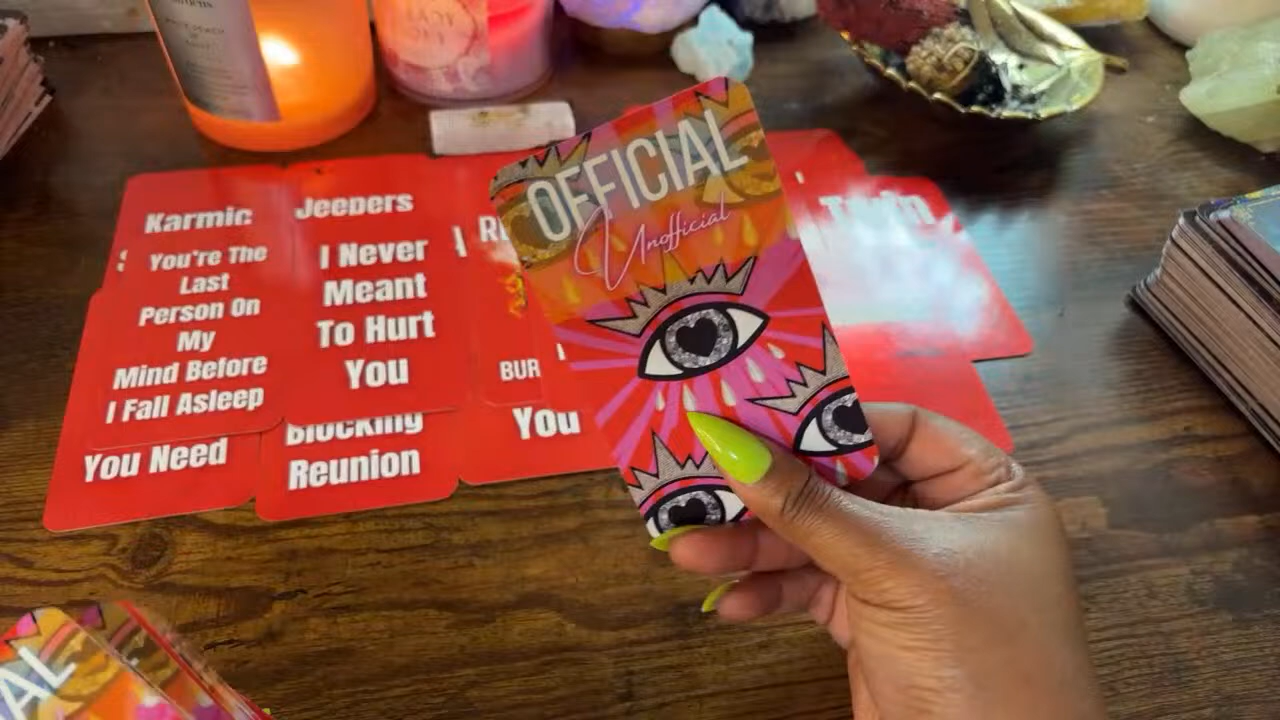 OFFICIAL
Unofficial
Karmic
You're The
Last
Person On
My
Mind Before
I Fall Asleep
You Need
Jeepers
I Never
Meant
To Hurt
You
Blocking
Reunion
BUR
You